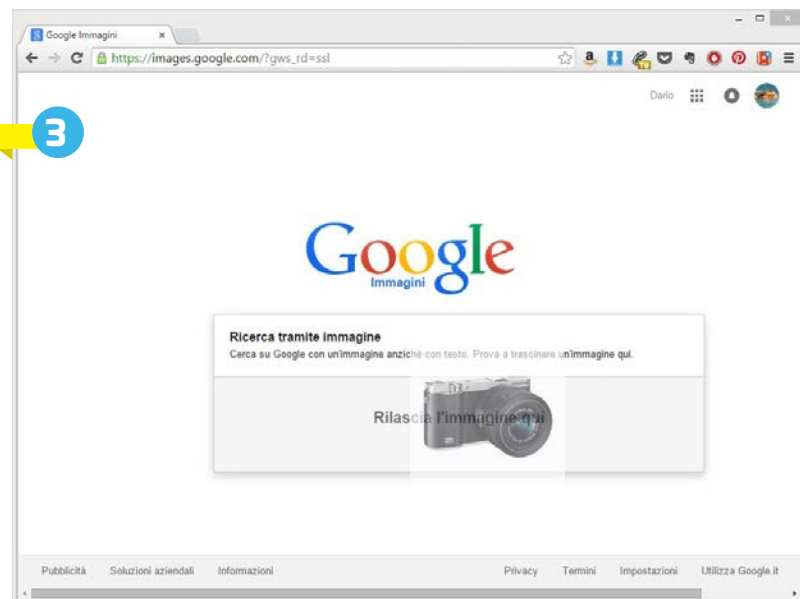 Google Immagini
https://images.google.com/?gws_rd=ssl
Dario
3
Google
Immagini
Ricerca tramite immagine
Cerca su Google con un'immagine anziché con testo. Prova a trascinare un'immagine qui.
Rilascia l'immagine qui
Pubblicità Soluzioni aziendali Informazioni Privacy Termini Impostazioni Utilizza Google.it